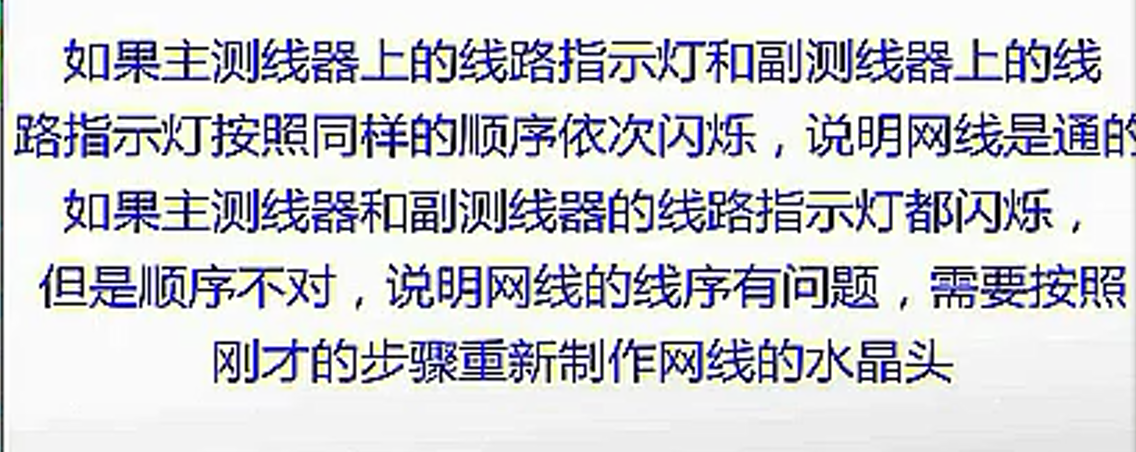 如果主测线器上的线路指示灯和副测线器上的线
路指示灯按照同样的顺序依次闪烁，说明网线是通的
如果主测线器和副测线器的线路指示灯都闪烁，
但是顺序不对，说明网线的线序有问题，需要按照
刚才的步骤重新制作网线的水晶头